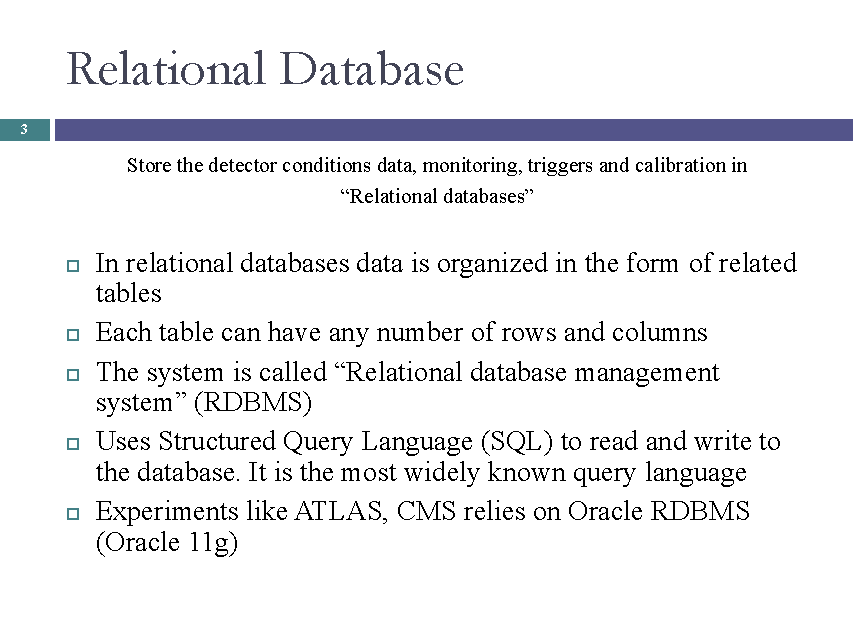 Relational Database
3
Store the detector conditions data, monitoring, triggers and calibration in
“Relational databases”
In relational databases data is organized in the form of related
tables
Each table can have any number of rows and columns
The system is called “Relational database management
system” (RDBMS)
Uses Structured Query Language (SQL) to read and write to
the database. It is the most widely known query language
Experiments like ATLAS, CMS relies on Oracle RDBMS
(Oracle 11g)